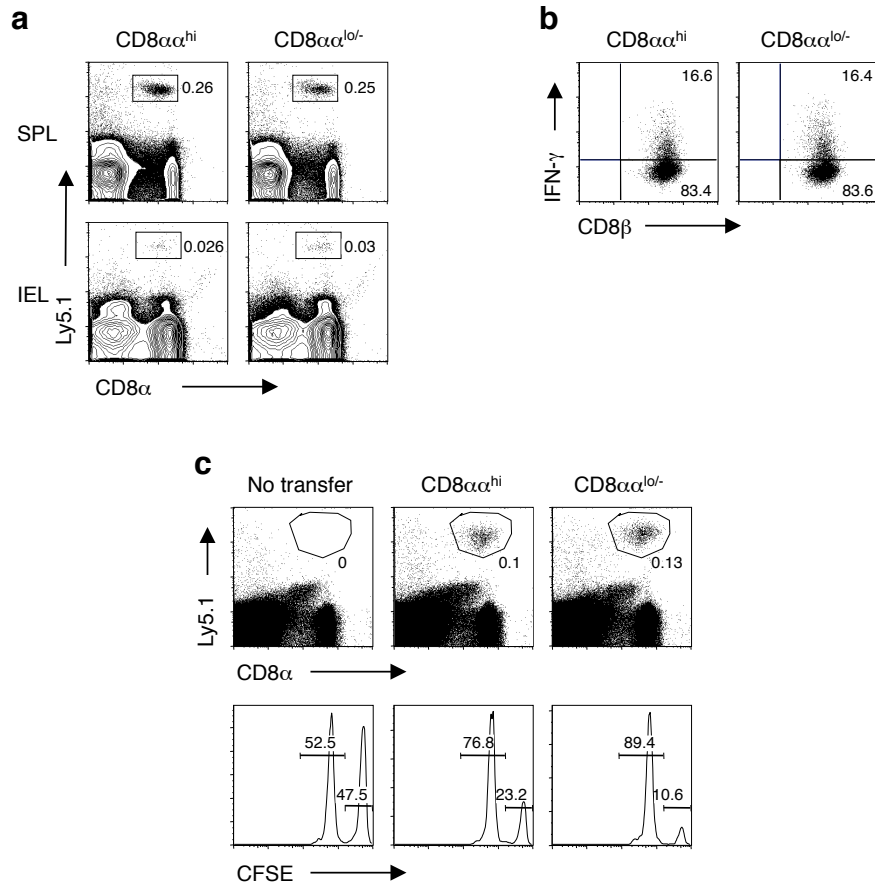 a
CD8αα^hi CD8αα^lo/-
SPL
0.26 0.25
IEL
0.026 0.03
Ly5.1
CD8α
b
CD8αα^hi CD8αα^lo/-
16.6 16.4
IFN-γ
83.4 83.6
CD8β
c
No transfer CD8αα^hi CD8αα^lo/-
0 0.1 0.13
Ly5.1
CD8α
52.5 76.8 89.4
47.5 23.2 10.6
CFSE